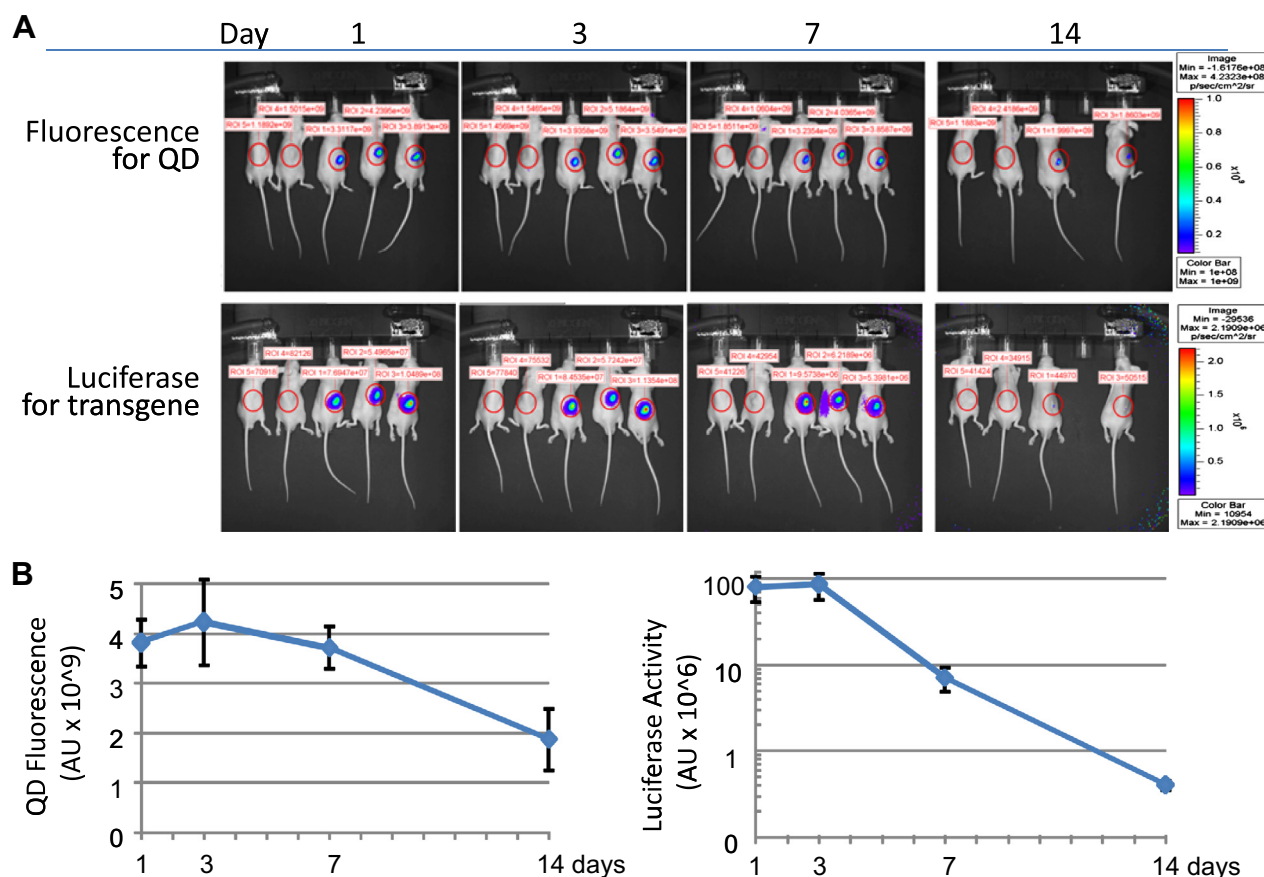 A
Day 1 3 7 14
Fluorescence
for QD
ROI 4=1.5015e+09
ROI 2=4.2395e+09
ROI 5=1.1892e+09
ROI 1=3.3117e+09
ROI 3=3.8913e+09
ROI 4=1.5465e+09
ROI 2=5.1864e+09
ROI 5=1.4569e+09
ROI 1=3.9358e+09
ROI 3=3.5491e+09
ROI 4=1.0604e+09
ROI 2=4.0365e+09
ROI 5=1.8511e+09
ROI 1=3.2354e+09
ROI 3=3.8587e+09
ROI 4=2.4186e+09
ROI 3=1.8603e+09
ROI 5=1.1883e+09
ROI 1=1.9997e+09
Image
Min = -1.6176e+08
Max = 4.2323e+08
p/sec/cm^2/sr
1.0
0.8
0.6
x10^9
0.4
0.2
Color Bar
Min = 1e+08
Max = 1e+09
Luciferase
for transgene
ROI 4=82126
ROI 2=5.4965e+07
ROI 5=70918
ROI 1=7.6947e+07
ROI 3=1.0489e+08
ROI 4=75532
ROI 2=5.7242e+07
ROI 5=77840
ROI 1=8.4535e+07
ROI 3=1.1354e+08
ROI 4=42954
ROI 2=6.2189e+06
ROI 5=41226
ROI 1=9.5736e+06
ROI 3=5.3981e+06
ROI 4=34915
ROI 5=41424
ROI 1=44970
ROI 3=50515
Image
Min = -29536
Max = 2.1909e+06
p/sec/cm^2/sr
2.0
1.5
1.0
x10^6
0.5
Color Bar
Min = 10954
Max = 2.1909e+06
B
QD Fluorescence
(AU x 10^9)
5
4
3
2
1
0
1 3 7 14 days
Luciferase Activity
(AU x 10^6)
100
10
1
0
1 3 7 14 days